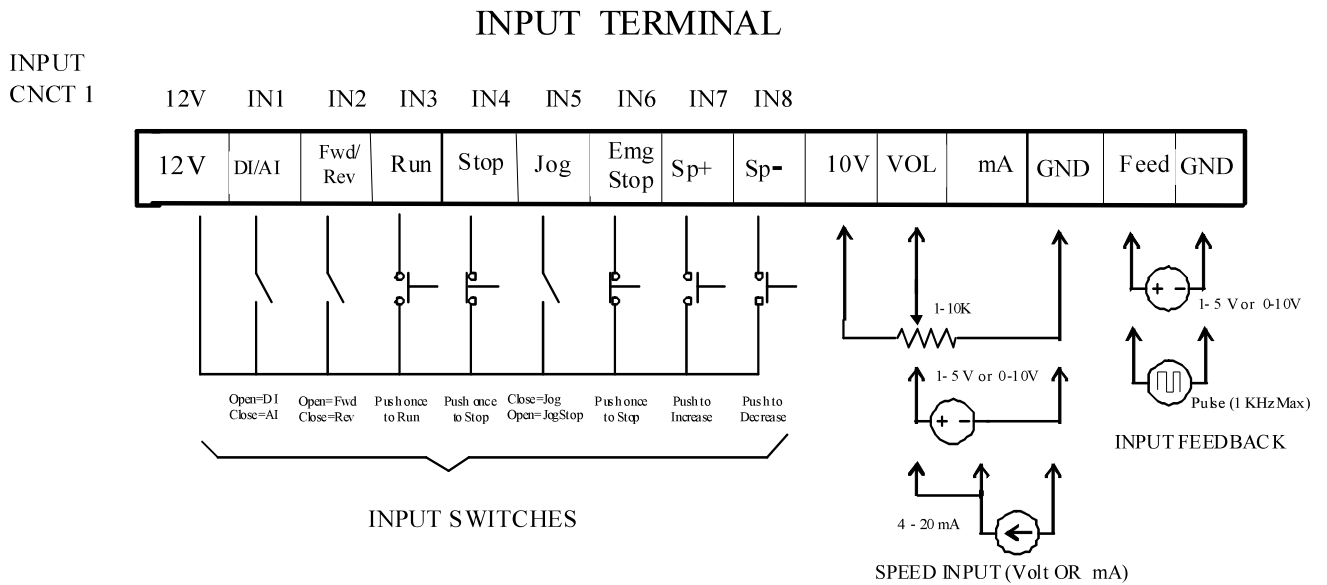 INPUT TERMINAL
INPUT
CNCT 1
12V IN1 IN2 IN3 IN4 IN5 IN6 IN7 IN8
12V DI/AI Fwd/ Rev Run Stop Jog Emg Stop Sp+ Sp- 10V VOL mA GND Feed GND
1-10K
+ -
1- 5 V or 0-10V
1- 5 V or 0-10V
+ -
Open=DI
Close=AI
Open=Fwd
Close=Rev
Push once
to Run
Push once
to Stop
Close=Jog
Open=JogStop
Push once
to Stop
Push to
Increase
Push to
Decrease
Pulse (1 KHz Max)
INPUT FEEDBACK
INPUT SWITCHES
4 - 20 mA
SPEED INPUT (Volt OR mA)